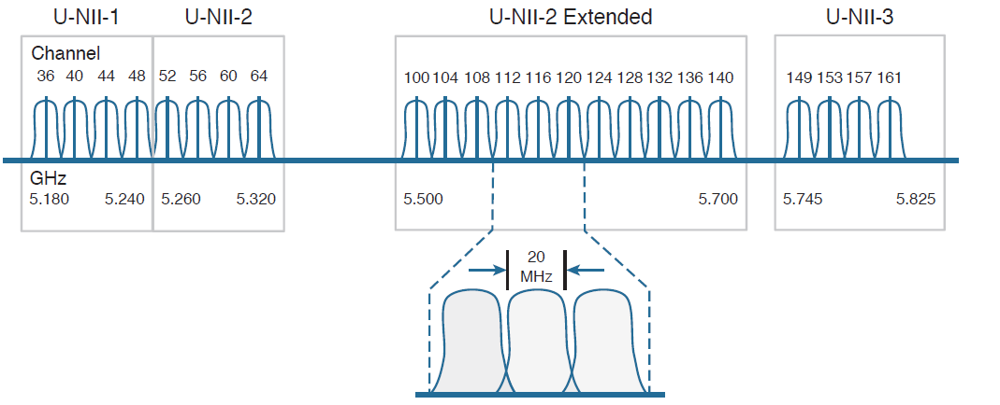 U-NII-1 U-NII-2 U-NII-2 Extended U-NII-3
Channel
36 40 44 48 52 56 60 64 100 104 108 112 116 120 124 128 132 136 140 149 153 157 161
GHz
5.180 5.240 5.260 5.320 5.500 5.700 5.745 5.825
20
MHz